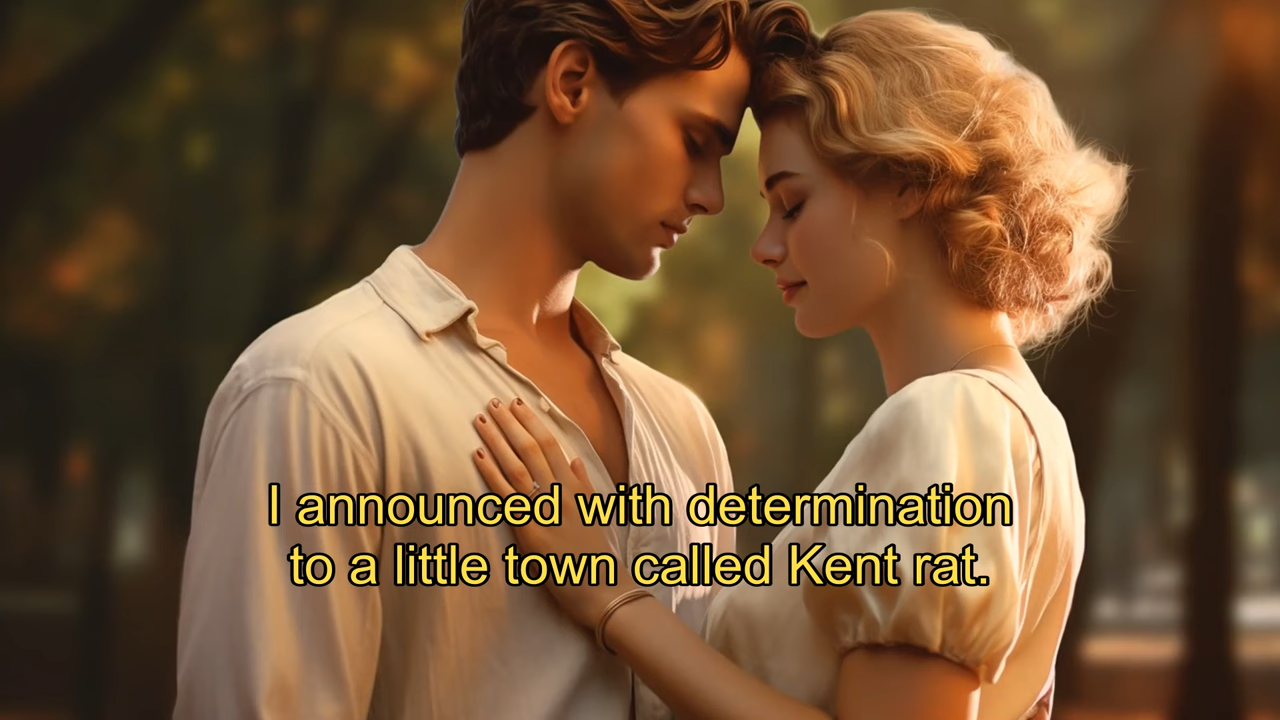 I announced with determination
to a little town called Kent rat.